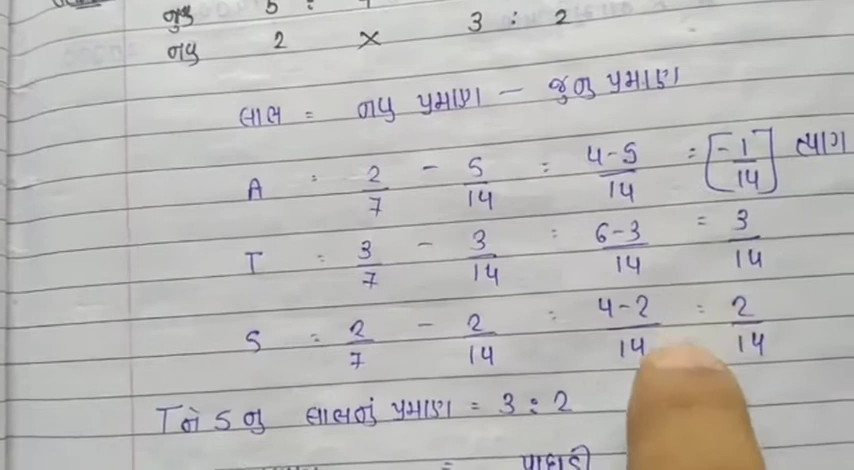 જુનુ 5 :
નવુ 2 × 3 : 2
લાભ = નવુ પ્રમાણ - જુનુ પ્રમાણ
A : 2/7 - 5/14 : 4-5/14 = [-1/14] ત્યાગ
T : 3/7 - 3/14 : 6-3/14 = 3/14
S : 2/7 - 2/14 : 4-2/14 : 2/14
T ને S નુ લાભનું પ્રમાણ = 3 : 2
=